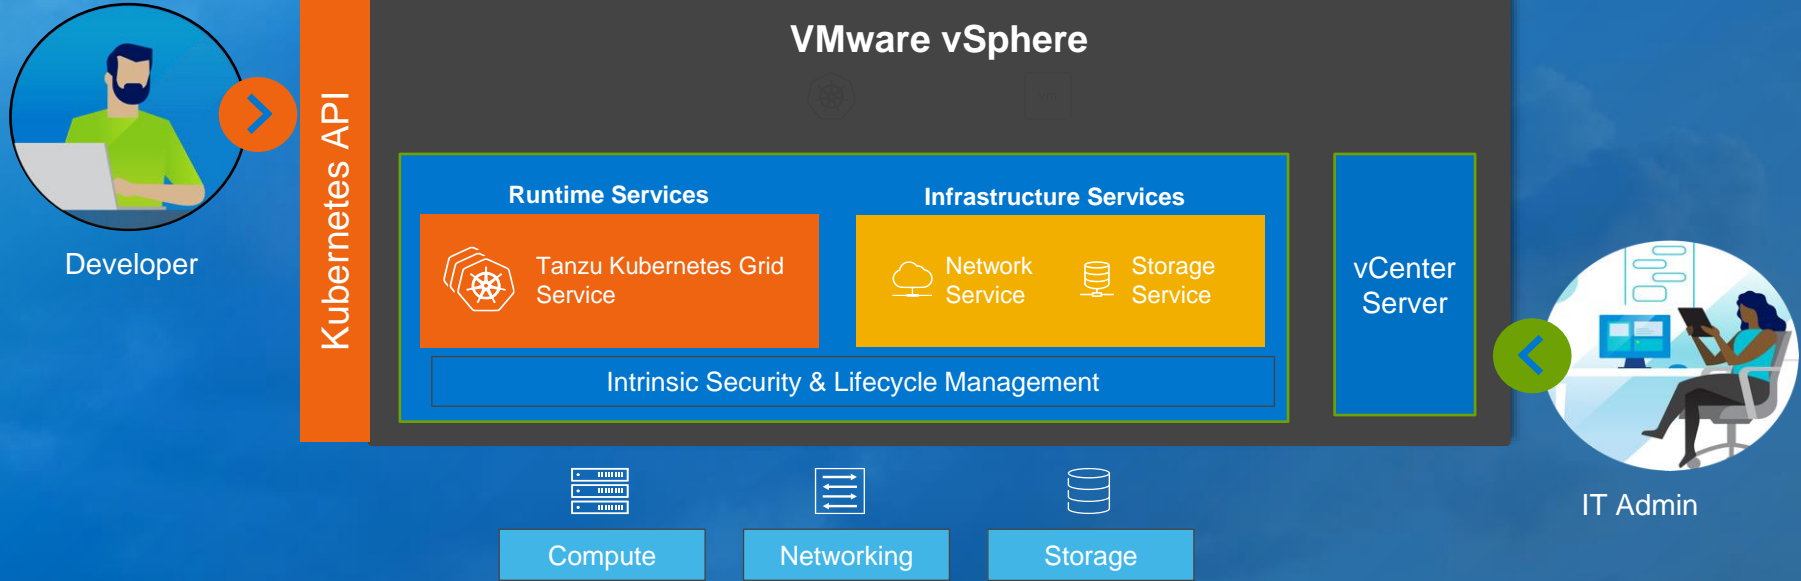 VMware vSphere
Kubernetes API
Developer
Runtime Services
Infrastructure Services
Tanzu Kubernetes Grid
Service
Network
Service
Storage
Service
Intrinsic Security & Lifecycle Management
vCenter
Server
IT Admin
Compute
Networking
Storage